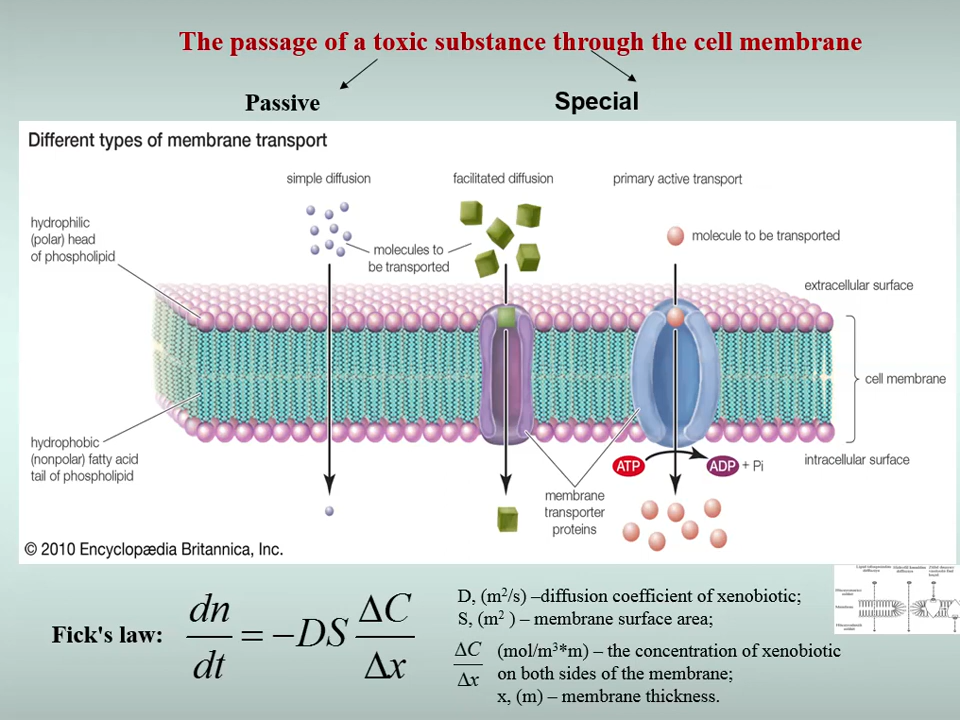 The passage of a toxic substance through the cell membrane
Passive
Special
Different types of membrane transport
simple diffusion
facilitated diffusion
primary active transport
hydrophilic
(polar) head
of phospholipid
molecules to
be transported
molecule to be transported
extracellular surface
cell membrane
hydrophobic
(nonpolar) fatty acid
tail of phospholipid
ATP
ADP + Pi
intracellular surface
membrane
transporter
proteins
© 2010 Encyclopædia Britannica, Inc.
Fick's law:
dn/dt = −DS ΔC/Δx
D, (m²/s) –diffusion coefficient of xenobiotic;
S, (m² ) – membrane surface area;
ΔC/Δx (mol/m³*m) – the concentration of xenobiotic
on both sides of the membrane;
x, (m) – membrane thickness.